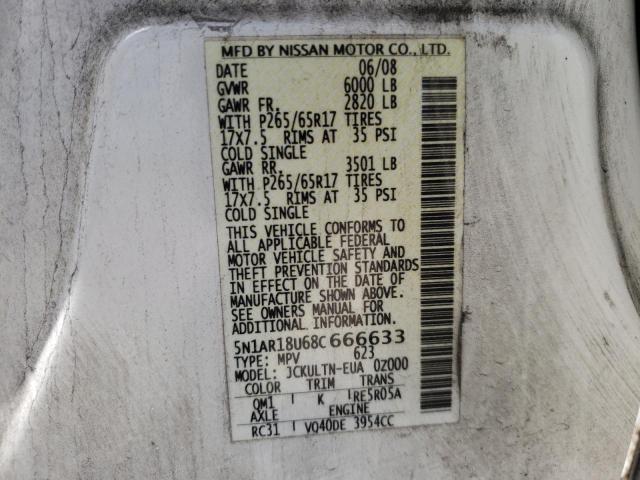 MFD BY NISSAN MOTOR CO., LTD.
DATE 06/08
GVWR 6000 LB
GAWR FR. 2820 LB
WITH P265/65R17 TIRES
17X7.5 RIMS AT 35 PSI
COLD SINGLE
GAWR RR. 3501 LB
WITH P265/65R17 TIRES
17X7.5 RIMS AT 35 PSI
COLD SINGLE
THIS VEHICLE CONFORMS TO
ALL APPLICABLE FEDERAL
MOTOR VEHICLE SAFETY AND
THEFT PREVENTION STANDARDS
IN EFFECT ON THE DATE OF
MANUFACTURE SHOWN ABOVE.
SEE OWNERS MANUAL FOR
ADDITIONAL INFORMATION.
5N1AR18U68C666633
TYPE: MPV 623
MODEL: JCKULTN-EUA 0Z000
COLOR TRIM TRANS
QM1 K RE5R05A
AXLE ENGINE
RC31 VQ40DE 3954CC